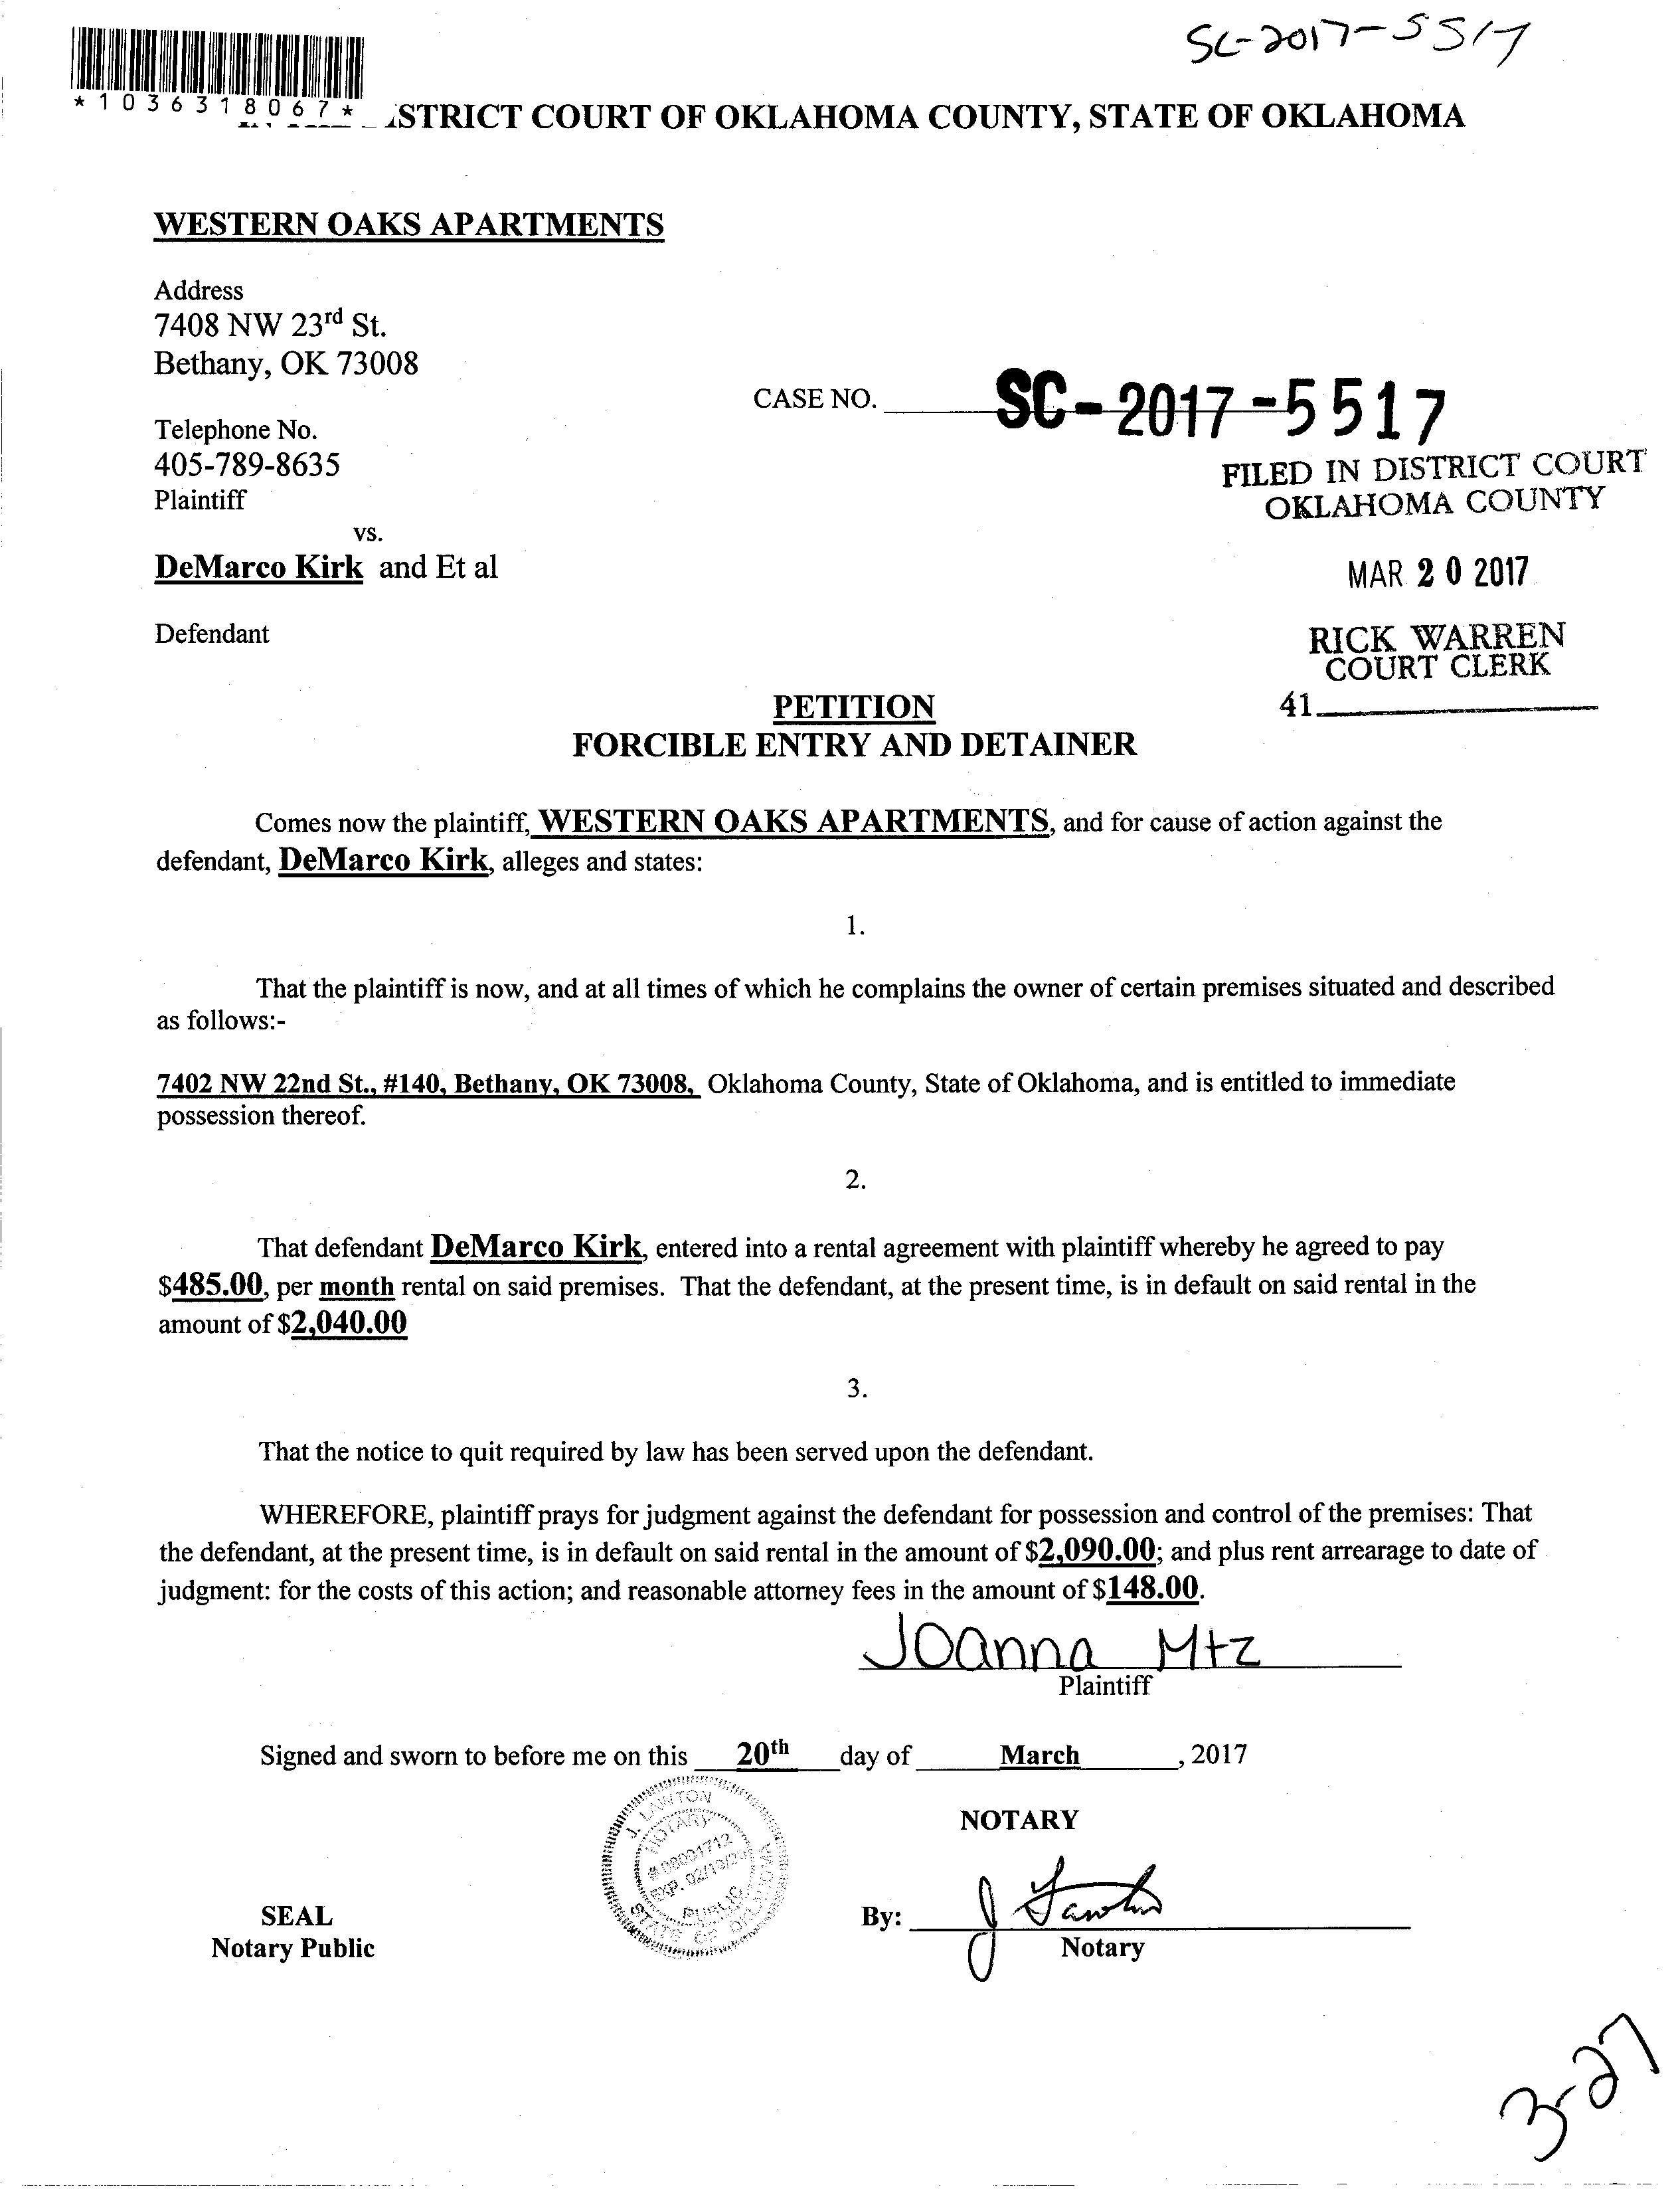 SC-2017-5517
*1036318067*
STRICT COURT OF OKLAHOMA COUNTY, STATE OF OKLAHOMA
WESTERN OAKS APARTMENTS
Address
7408 NW 23rd St.
Bethany, OK 73008
CASE NO. SC-2017-5517
Telephone No.
405-789-8635
Plaintiff
FILED IN DISTRICT COURT
OKLAHOMA COUNTY
vs.
DeMarco Kirk and Et al
MAR 20 2017
Defendant
RICK WARREN
COURT CLERK
41
PETITION
FORCIBLE ENTRY AND DETAINER
Comes now the plaintiff, WESTERN OAKS APARTMENTS, and for cause of action against the
defendant, DeMarco Kirk, alleges and states:
1.
That the plaintiff is now, and at all times of which he complains the owner of certain premises situated and described
as follows:-
7402 NW 22nd St., #140, Bethany, OK 73008, Oklahoma County, State of Oklahoma, and is entitled to immediate
possession thereof.
2.
That defendant DeMarco Kirk, entered into a rental agreement with plaintiff whereby he agreed to pay
$485.00, per month rental on said premises. That the defendant, at the present time, is in default on said rental in the
amount of $2,040.00
3.
That the notice to quit required by law has been served upon the defendant.
WHEREFORE, plaintiff prays for judgment against the defendant for possession and control of the premises: That
the defendant, at the present time, is in default on said rental in the amount of $2,090.00; and plus rent arrearage to date of
judgment: for the costs of this action; and reasonable attorney fees in the amount of $148.00.
Joanna Mtz
Plaintiff
Signed and sworn to before me on this 20th day of March, 2017
J. LAWTON
NOTARY
# 08001712
EXP. 02/19/20
PUBLIC
STATE OF OKLAHOMA
NOTARY
SEAL
Notary Public
By: J Lawton
Notary
3-27